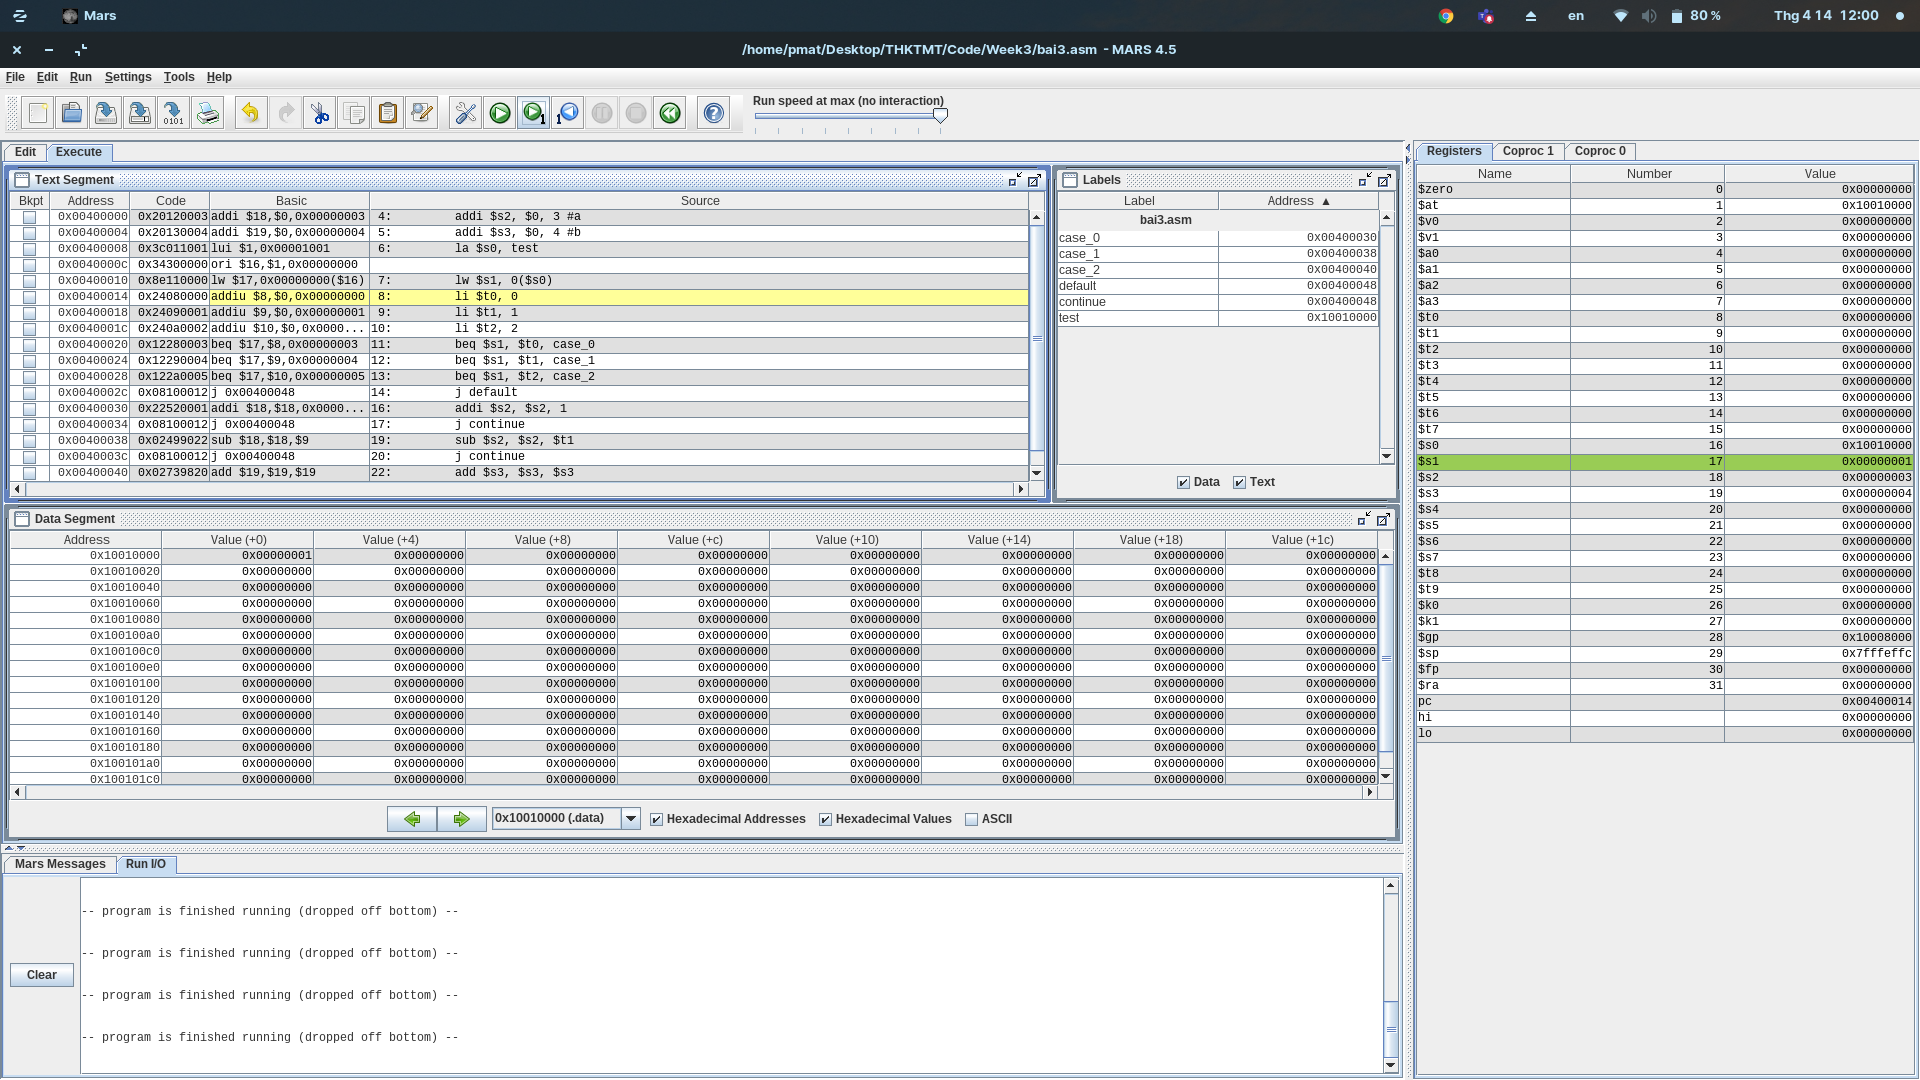 Mars
en
80 %
Thg 4 14 12:00
/home/pmat/Desktop/THKTMT/Code/Week3/bai3.asm - MARS 4.5
File Edit Run Settings Tools Help
Run speed at max (no interaction)
Edit Execute
Text Segment
Bkpt Address Code Basic Source
0x00400000 0x20120003 addi $18,$0,0x00000003 4: addi $s2, $0, 3 #a
0x00400004 0x20130004 addi $19,$0,0x00000004 5: addi $s3, $0, 4 #b
0x00400008 0x3c011001 lui $1,0x00001001 6: la $s0, test
0x0040000c 0x34300000 ori $16,$1,0x00000000
0x00400010 0x8e110000 lw $17,0x00000000($16) 7: lw $s1, 0($s0)
0x00400014 0x24080000 addiu $8,$0,0x00000000 8: li $t0, 0
0x00400018 0x24090001 addiu $9,$0,0x00000001 9: li $t1, 1
0x0040001c 0x240a0002 addiu $10,$0,0x0000... 10: li $t2, 2
0x00400020 0x12280003 beq $17,$8,0x00000003 11: beq $s1, $t0, case_0
0x00400024 0x12290004 beq $17,$9,0x00000004 12: beq $s1, $t1, case_1
0x00400028 0x122a0005 beq $17,$10,0x00000005 13: beq $s1, $t2, case_2
0x0040002c 0x08100012 j 0x00400048 14: j default
0x00400030 0x22520001 addi $18,$18,0x0000... 16: addi $s2, $s2, 1
0x00400034 0x08100012 j 0x00400048 17: j continue
0x00400038 0x02499022 sub $18,$18,$9 19: sub $s2, $s2, $t1
0x0040003c 0x08100012 j 0x00400048 20: j continue
0x00400040 0x02739820 add $19,$19,$19 22: add $s3, $s3, $s3
Labels
Label Address ▲
bai3.asm
case_0 0x00400030
case_1 0x00400038
case_2 0x00400040
default 0x00400048
continue 0x00400048
test 0x10010000
Data Text
Data Segment
Address Value (+0) Value (+4) Value (+8) Value (+c) Value (+10) Value (+14) Value (+18) Value (+1c)
0x10010000 0x00000001 0x00000000 0x00000000 0x00000000 0x00000000 0x00000000 0x00000000 0x00000000
0x10010020 0x00000000 0x00000000 0x00000000 0x00000000 0x00000000 0x00000000 0x00000000 0x00000000
0x10010040 0x00000000 0x00000000 0x00000000 0x00000000 0x00000000 0x00000000 0x00000000 0x00000000
0x10010060 0x00000000 0x00000000 0x00000000 0x00000000 0x00000000 0x00000000 0x00000000 0x00000000
0x10010080 0x00000000 0x00000000 0x00000000 0x00000000 0x00000000 0x00000000 0x00000000 0x00000000
0x100100a0 0x00000000 0x00000000 0x00000000 0x00000000 0x00000000 0x00000000 0x00000000 0x00000000
0x100100c0 0x00000000 0x00000000 0x00000000 0x00000000 0x00000000 0x00000000 0x00000000 0x00000000
0x100100e0 0x00000000 0x00000000 0x00000000 0x00000000 0x00000000 0x00000000 0x00000000 0x00000000
0x10010100 0x00000000 0x00000000 0x00000000 0x00000000 0x00000000 0x00000000 0x00000000 0x00000000
0x10010120 0x00000000 0x00000000 0x00000000 0x00000000 0x00000000 0x00000000 0x00000000 0x00000000
0x10010140 0x00000000 0x00000000 0x00000000 0x00000000 0x00000000 0x00000000 0x00000000 0x00000000
0x10010160 0x00000000 0x00000000 0x00000000 0x00000000 0x00000000 0x00000000 0x00000000 0x00000000
0x10010180 0x00000000 0x00000000 0x00000000 0x00000000 0x00000000 0x00000000 0x00000000 0x00000000
0x100101a0 0x00000000 0x00000000 0x00000000 0x00000000 0x00000000 0x00000000 0x00000000 0x00000000
0x100101c0 0x00000000 0x00000000 0x00000000 0x00000000 0x00000000 0x00000000 0x00000000 0x00000000
0x10010000 (.data) Hexadecimal Addresses Hexadecimal Values ASCII
Mars Messages Run I/O
Clear
-- program is finished running (dropped off bottom) --
-- program is finished running (dropped off bottom) --
-- program is finished running (dropped off bottom) --
-- program is finished running (dropped off bottom) --
Registers Coproc 1 Coproc 0
Name Number Value
$zero 0 0x00000000
$at 1 0x10010000
$v0 2 0x00000000
$v1 3 0x00000000
$a0 4 0x00000000
$a1 5 0x00000000
$a2 6 0x00000000
$a3 7 0x00000000
$t0 8 0x00000000
$t1 9 0x00000000
$t2 10 0x00000000
$t3 11 0x00000000
$t4 12 0x00000000
$t5 13 0x00000000
$t6 14 0x00000000
$t7 15 0x00000000
$s0 16 0x10010000
$s1 17 0x00000001
$s2 18 0x00000003
$s3 19 0x00000004
$s4 20 0x00000000
$s5 21 0x00000000
$s6 22 0x00000000
$s7 23 0x00000000
$t8 24 0x00000000
$t9 25 0x00000000
$k0 26 0x00000000
$k1 27 0x00000000
$gp 28 0x10008000
$sp 29 0x7fffeffc
$fp 30 0x00000000
$ra 31 0x00000000
pc 0x00400014
hi 0x00000000
lo 0x00000000